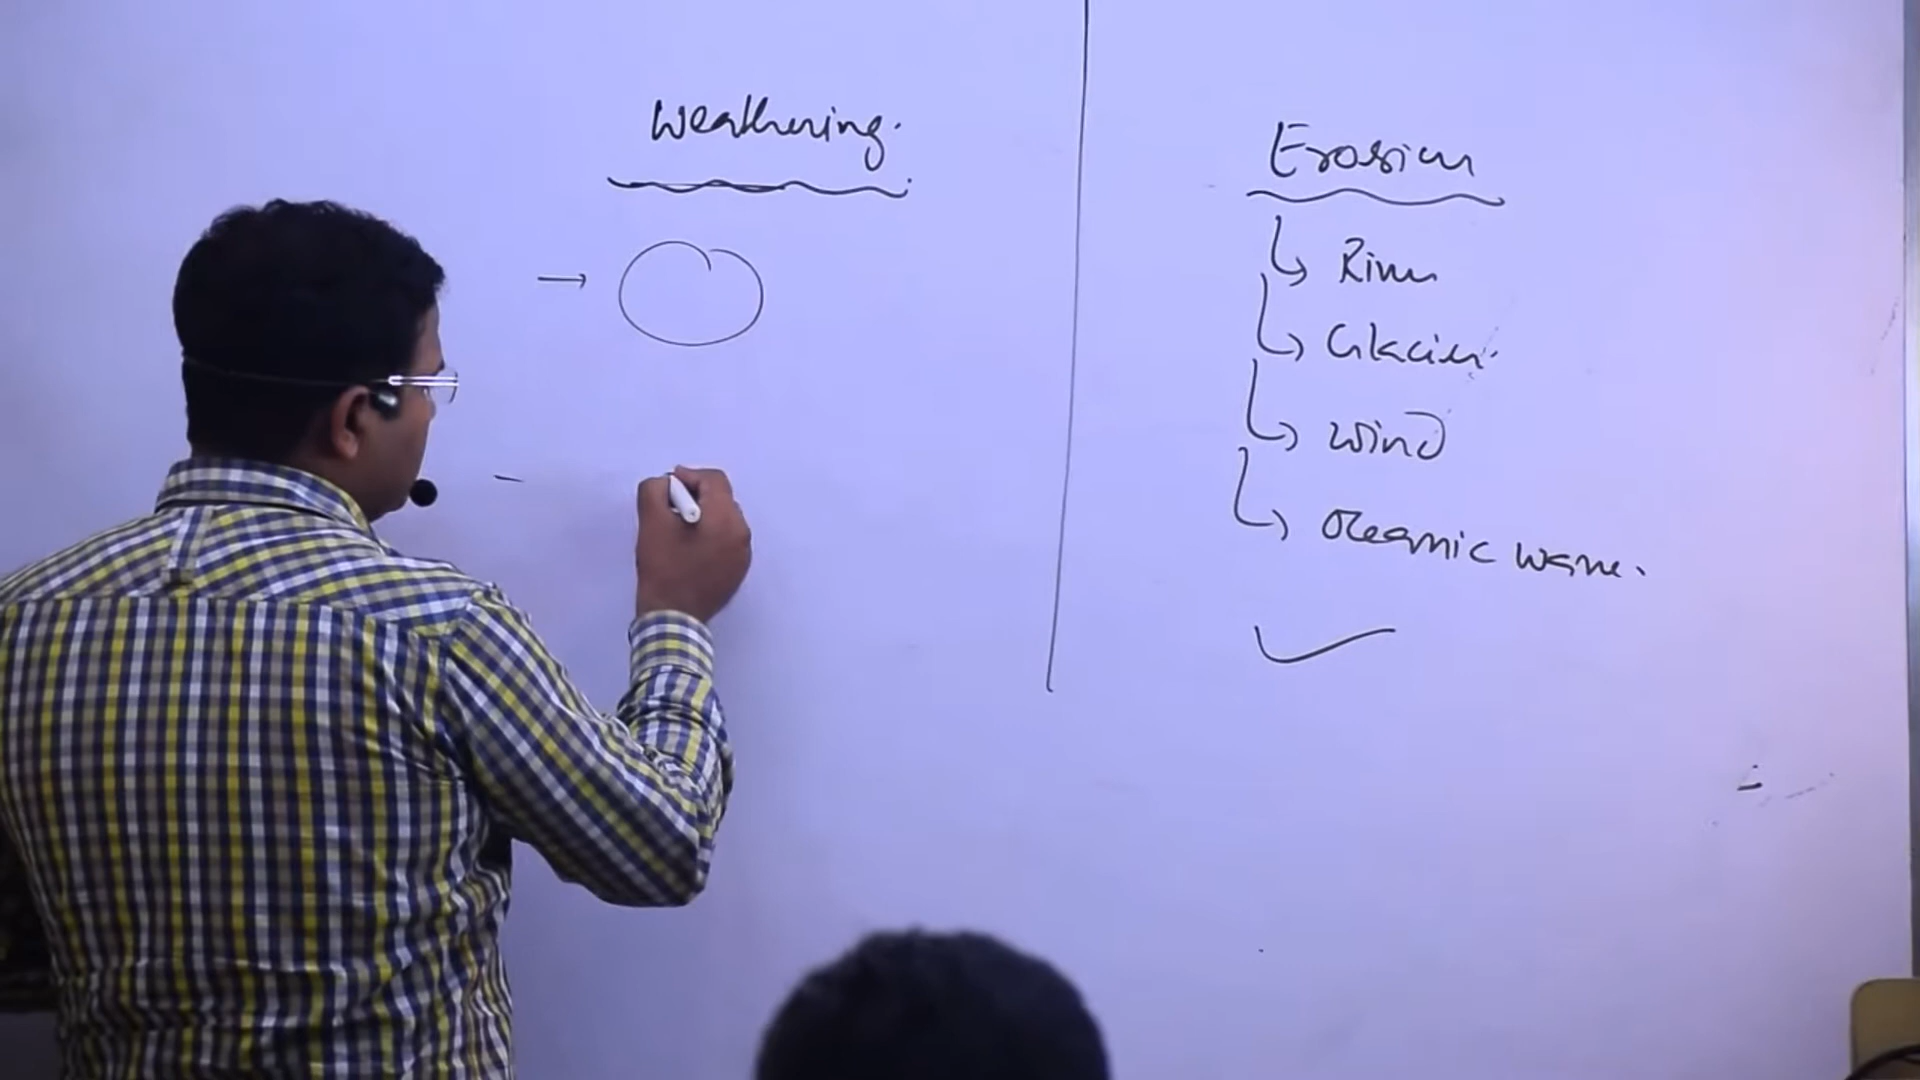 Weathering.
Erosion
River
Glacier.
Wind
Oceanic wave.